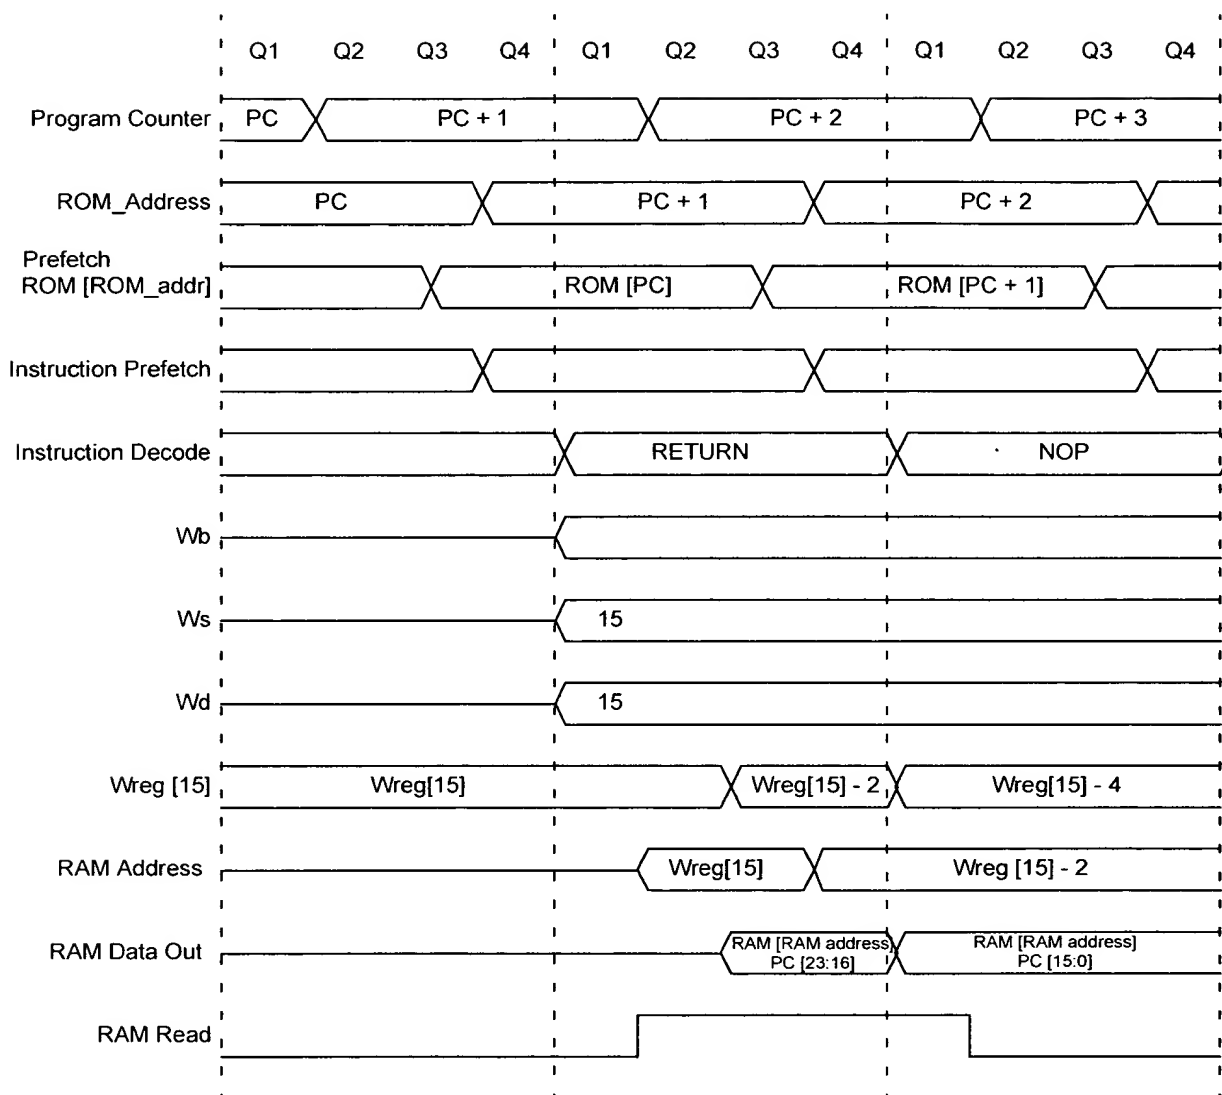 Q1 Q2 Q3 Q4 Q1 Q2 Q3 Q4 Q1 Q2 Q3 Q4
Program Counter PC PC + 1 PC + 2 PC + 3
ROM_Address PC PC + 1 PC + 2
Prefetch
ROM [ROM_addr] ROM [PC] ROM [PC + 1]
Instruction Prefetch
Instruction Decode RETURN NOP
Wb
Ws 15
Wd 15
Wreg [15] Wreg[15] Wreg[15] - 2 Wreg[15] - 4
RAM Address Wreg[15] Wreg [15] - 2
RAM Data Out RAM [RAM address] PC [23:16] RAM [RAM address] PC [15:0]
RAM Read